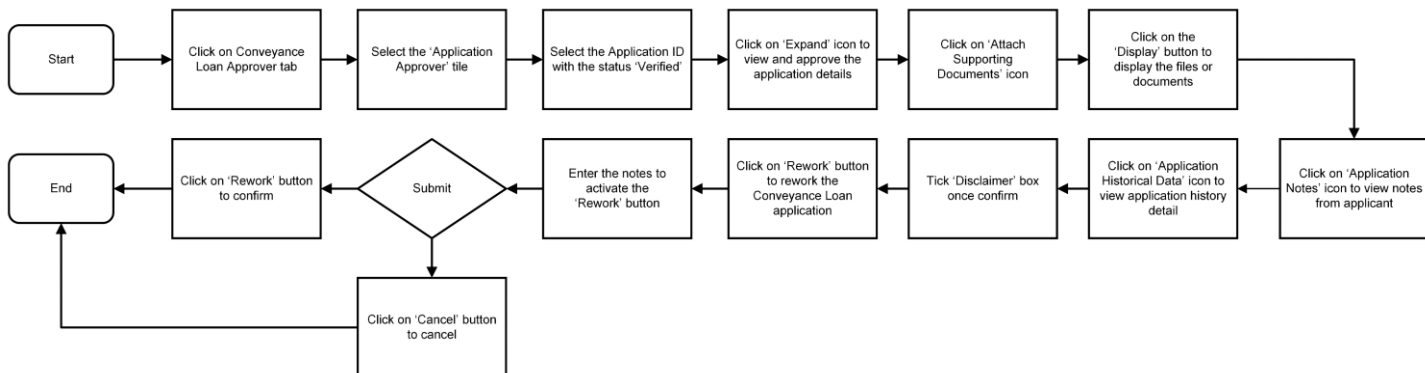 Start
Click on Conveyance
Loan Approver tab
Select the ‘Application
Approver’ tile
Select the Application ID
with the status ‘Verified’
Click on ‘Expand’ icon to
view and approve the
application details
Click on ‘Attach
Supporting
Documents’ icon
Click on the
‘Display’ button to
display the files or
documents
Click on ‘Application
Notes’ icon to view notes
from applicant
Click on ‘Application
Historical Data’ icon to
view application history
detail
Tick ‘Disclaimer’ box
once confirm
Click on ‘Rework’ button
to rework the
Conveyance Loan
application
Enter the notes to
activate the
‘Rework’ button
Submit
Click on ‘Rework’ button
to confirm
End
Click on ‘Cancel’ button
to cancel